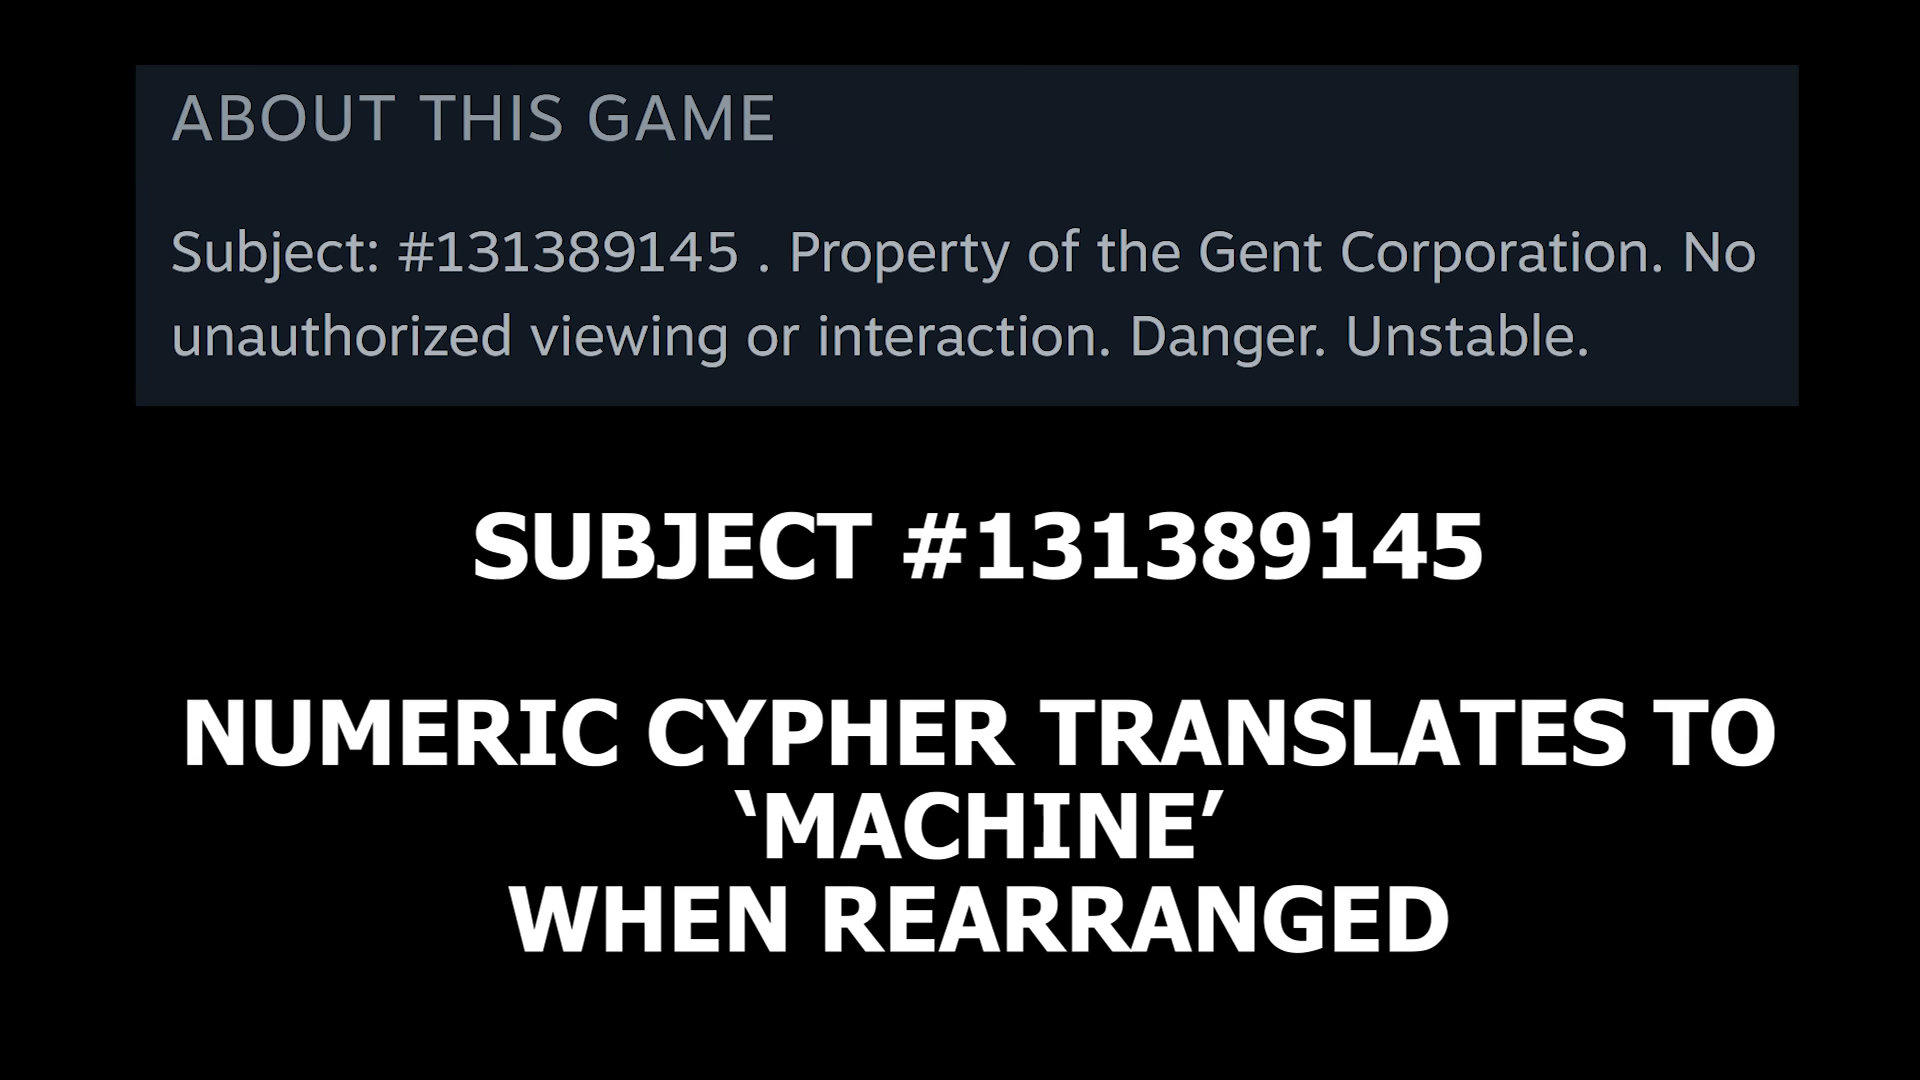 ABOUT THIS GAME
Subject: #131389145 . Property of the Gent Corporation. No
unauthorized viewing or interaction. Danger. Unstable.
SUBJECT #131389145
NUMERIC CYPHER TRANSLATES TO
‘MACHINE’
WHEN REARRANGED